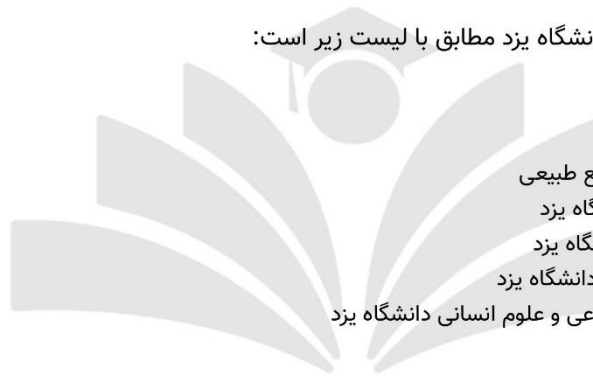 نشگاه یزد مطابق با لیست زیر است:
ع طبیعی
گاه یزد
گاه یزد
دانشگاه یزد
عی و علوم انسانی دانشگاه یزد